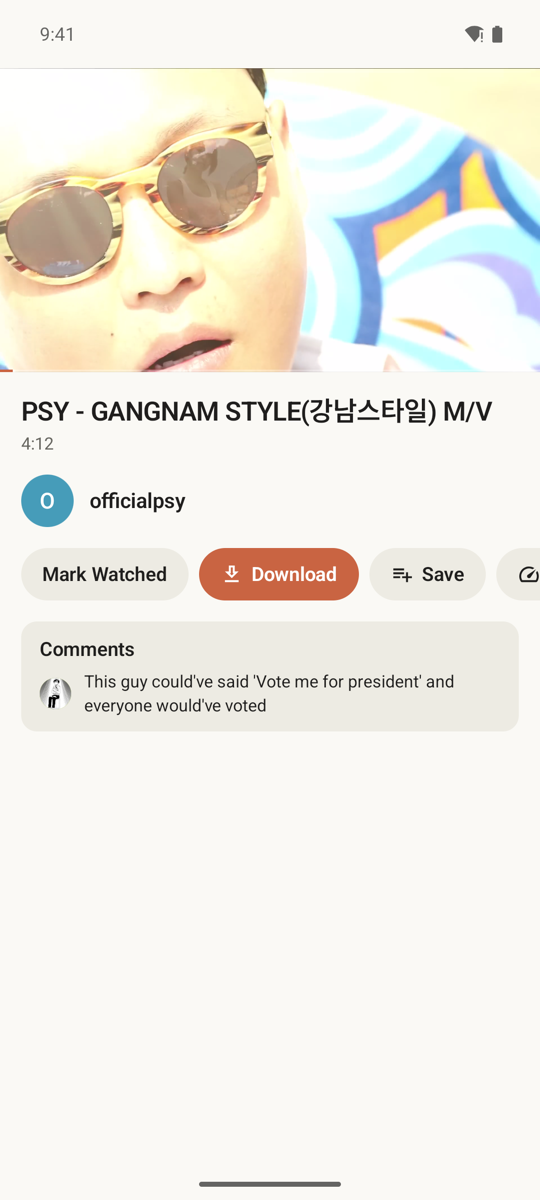 9:41
PSY - GANGNAM STYLE(강남스타일) M/V
4:12
O
officialpsy
Mark Watched
Download
Save
Comments
This guy could've said 'Vote me for president' and
everyone would've voted